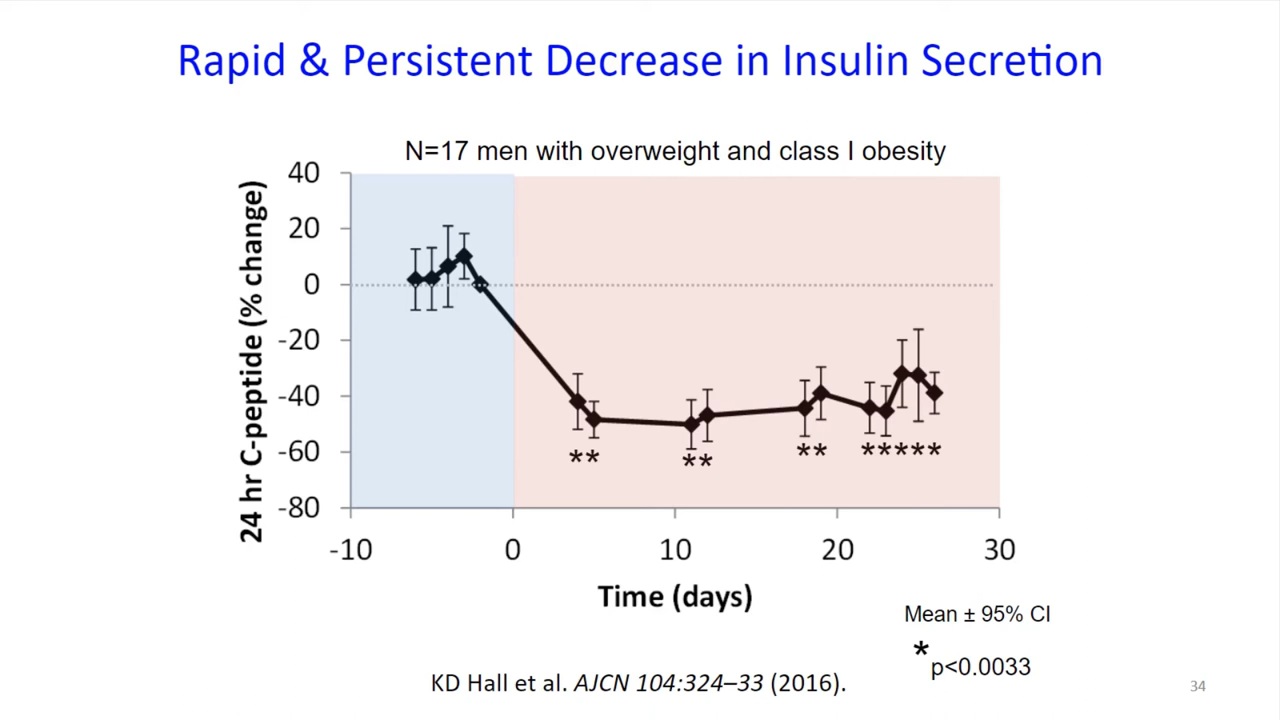 Rapid & Persistent Decrease in Insulin Secretion
N=17 men with overweight and class I obesity
24 hr C-peptide (% change)
40
20
0
-20
-40
-60
-80
** ** ** *****
-10 0 10 20 30
Time (days)
Mean ± 95% CI
* p<0.0033
KD Hall et al. AJCN 104:324–33 (2016).
34